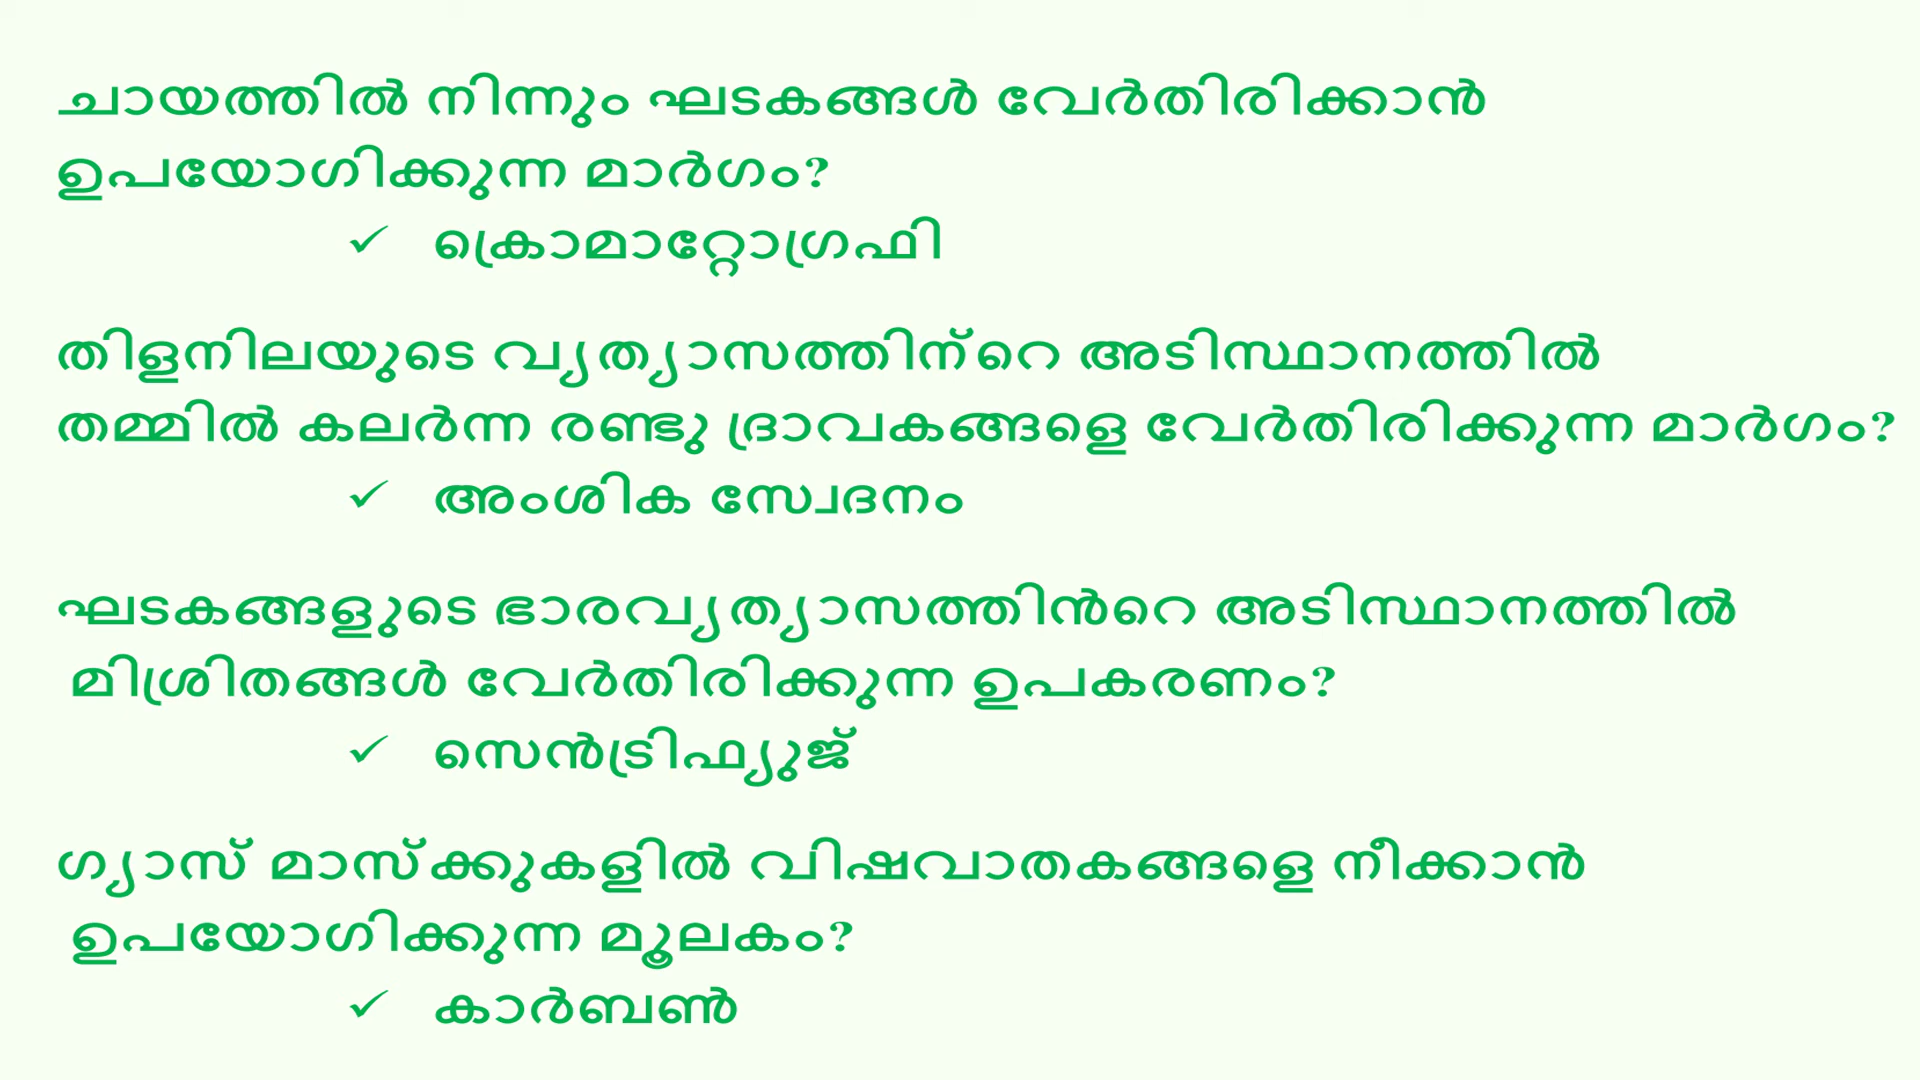 ചായത്തിൽ നിന്നും ഘടകങ്ങൾ വേർതിരിക്കാൻ
ഉപയോഗിക്കുന്ന മാർഗം?
✓ ക്രൊമാറ്റോഗ്രഫി
തിളനിലയുടെ വ്യത്യാസത്തിന്റെ അടിസ്ഥാനത്തിൽ
തമ്മിൽ കലർന്ന രണ്ടു ദ്രാവകങ്ങളെ വേർതിരിക്കുന്ന മാർഗം?
✓ അംശിക സ്വേദനം
ഘടകങ്ങളുടെ ഭാരവ്യത്യാസത്തിൻറെ അടിസ്ഥാനത്തിൽ
മിശ്രിതങ്ങൾ വേർതിരിക്കുന്ന ഉപകരണം?
✓ സെൻട്രിഫ്യുജ്
ഗ്യാസ് മാസ്ക്കുകളിൽ വിഷവാതകങ്ങളെ നീക്കാൻ
ഉപയോഗിക്കുന്ന മൂലകം?
✓ കാർബൺ